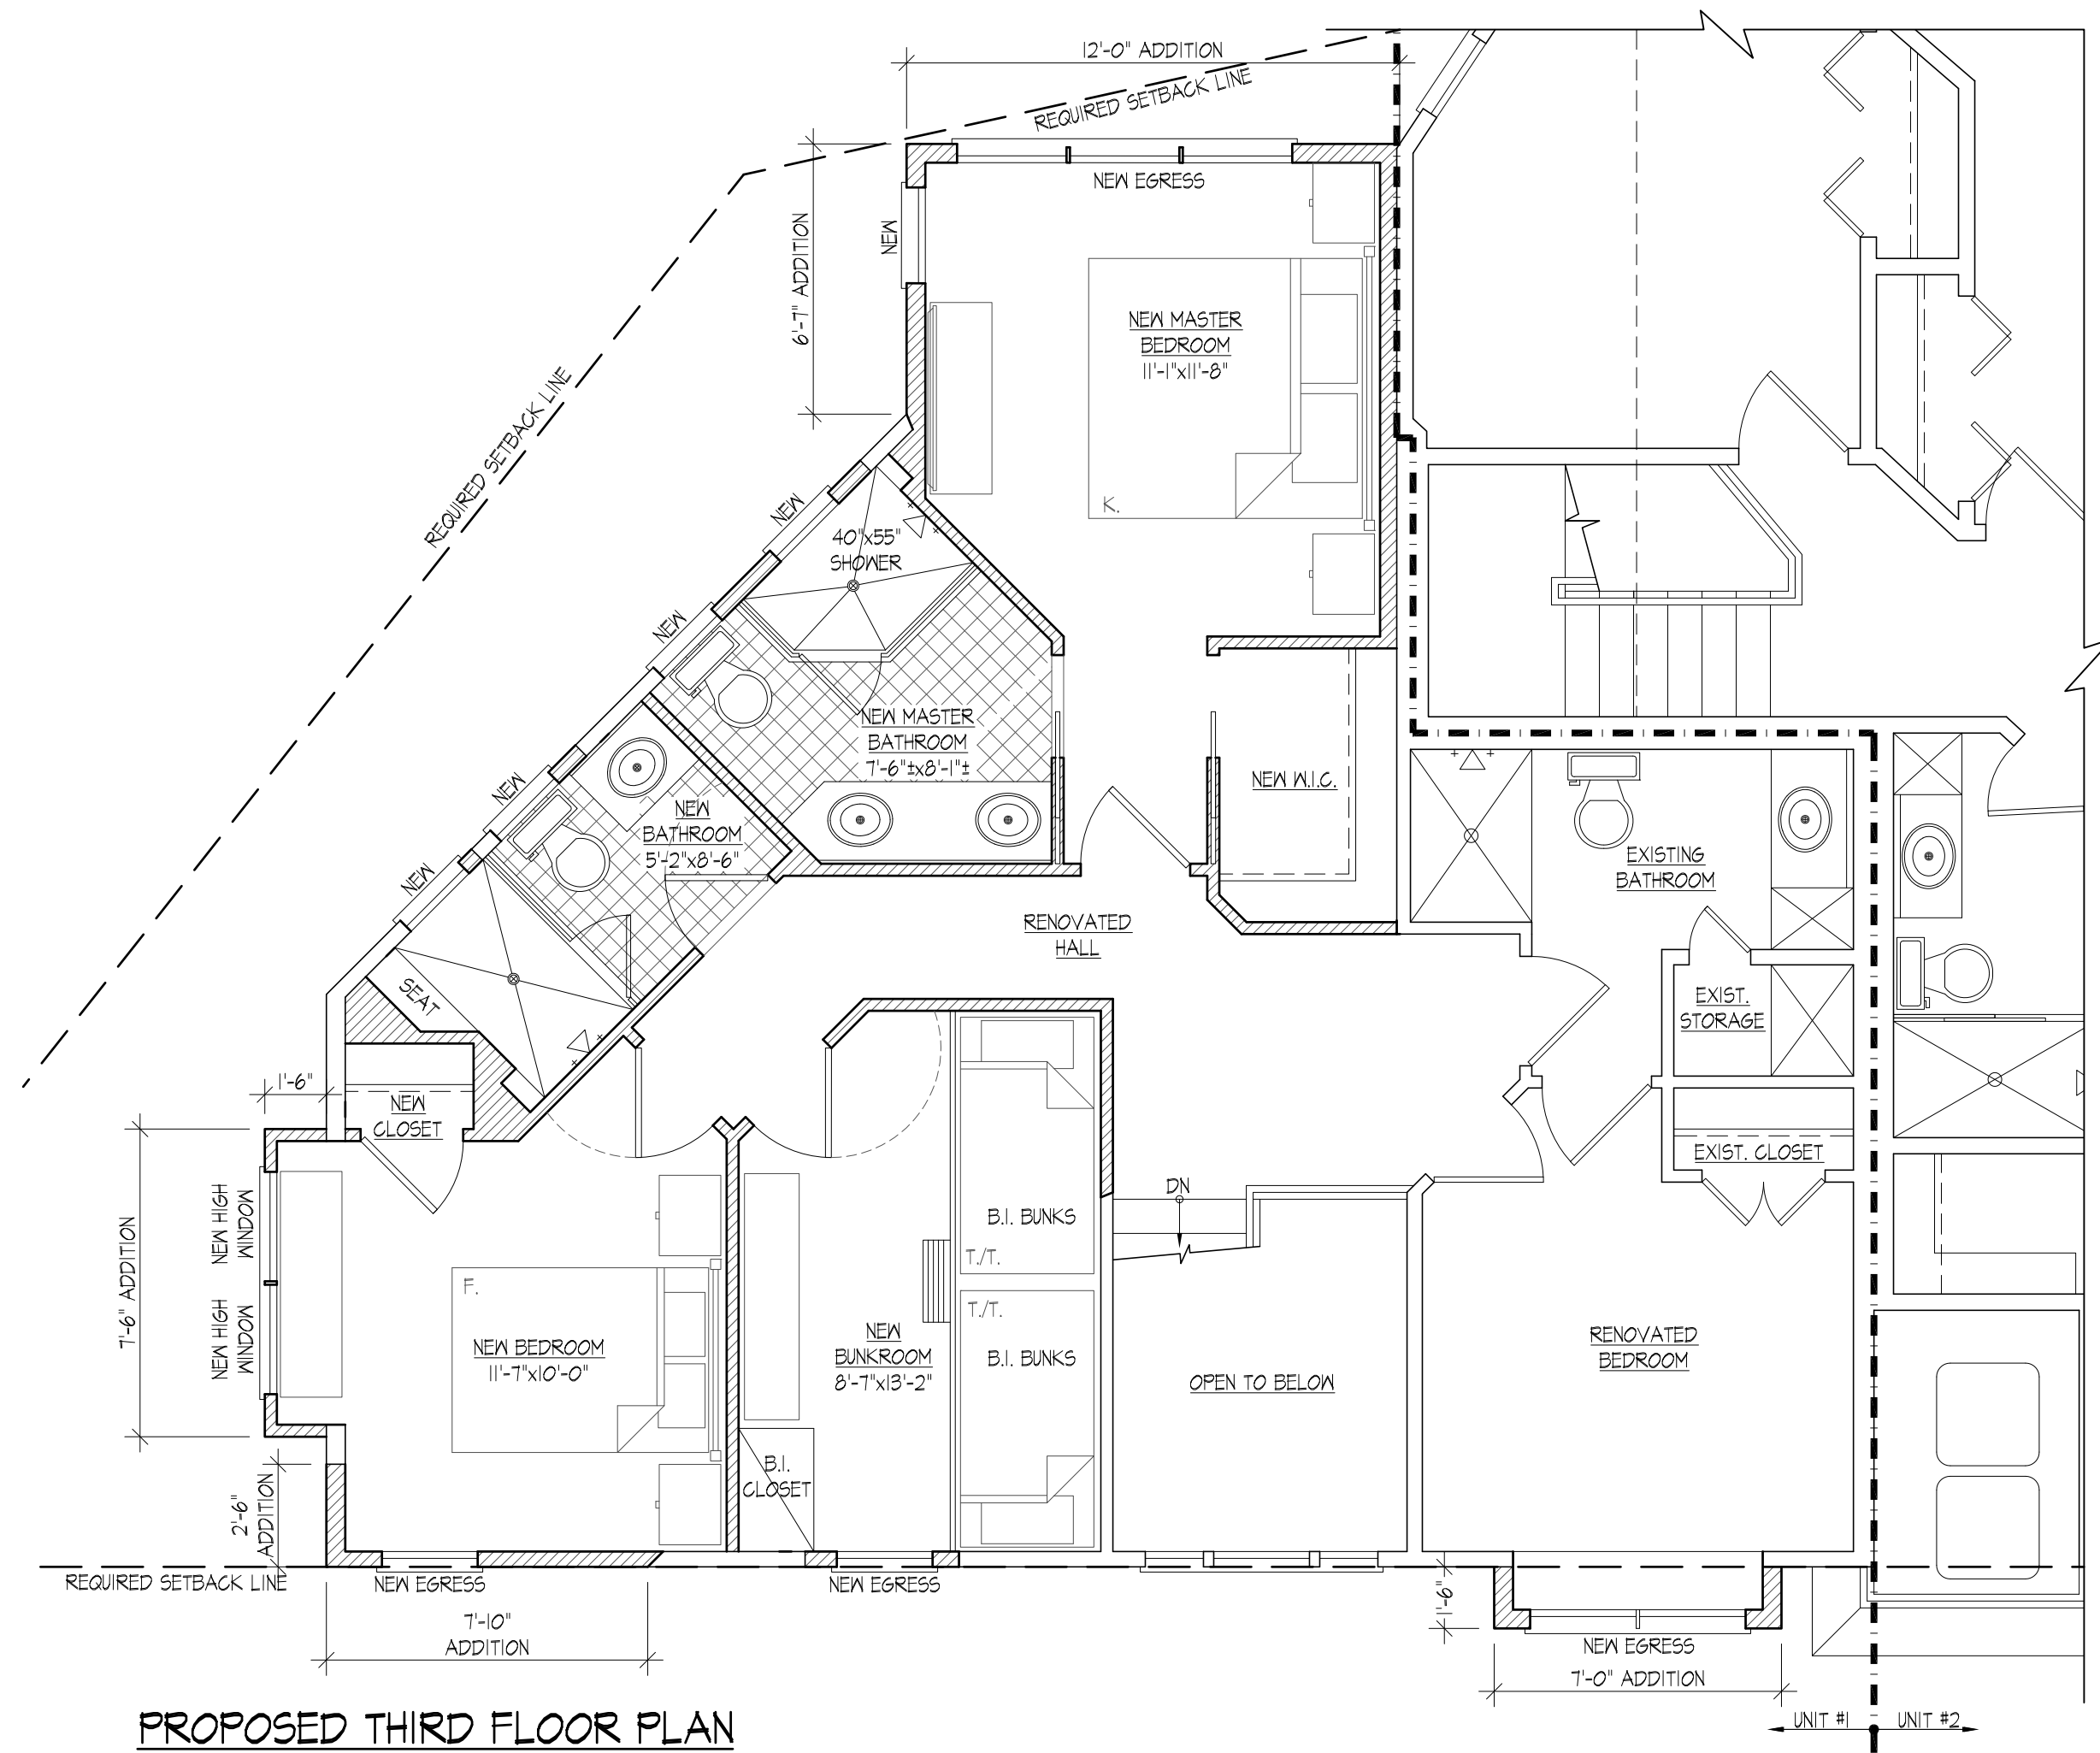 12'-0" ADDITION
REQUIRED SETBACK LINE
NEW EGRESS
6'-7" ADDITION
NEW
NEW MASTER
BEDROOM
11'-1"x11'-8"
K.
REQUIRED SETBACK LINE
NEW
40"x55"
SHOWER
NEW
NEW MASTER
BATHROOM
7'-6"±x8'-1"±
NEW W.I.C.
NEW
NEW
BATHROOM
5'-2"x8'-6"
NEW
EXISTING
BATHROOM
RENOVATED
HALL
SEAT
EXIST.
STORAGE
1'-6"
NEW
CLOSET
EXIST. CLOSET
DN
NEW HIGH
WINDOW
B.I. BUNKS
T./T.
7'-6" ADDITION
F.
NEW HIGH
WINDOW
T./T.
NEW BEDROOM
11'-7"x10'-0"
NEW
BUNKROOM
8'-7"x13'-2"
B.I. BUNKS
OPEN TO BELOW
RENOVATED
BEDROOM
B.I.
CLOSET
2'-6"
ADDITION
REQUIRED SETBACK LINE
NEW EGRESS
NEW EGRESS
1'-6"
7'-10"
ADDITION
NEW EGRESS
7'-0" ADDITION
UNIT #1
UNIT #2
PROPOSED THIRD FLOOR PLAN